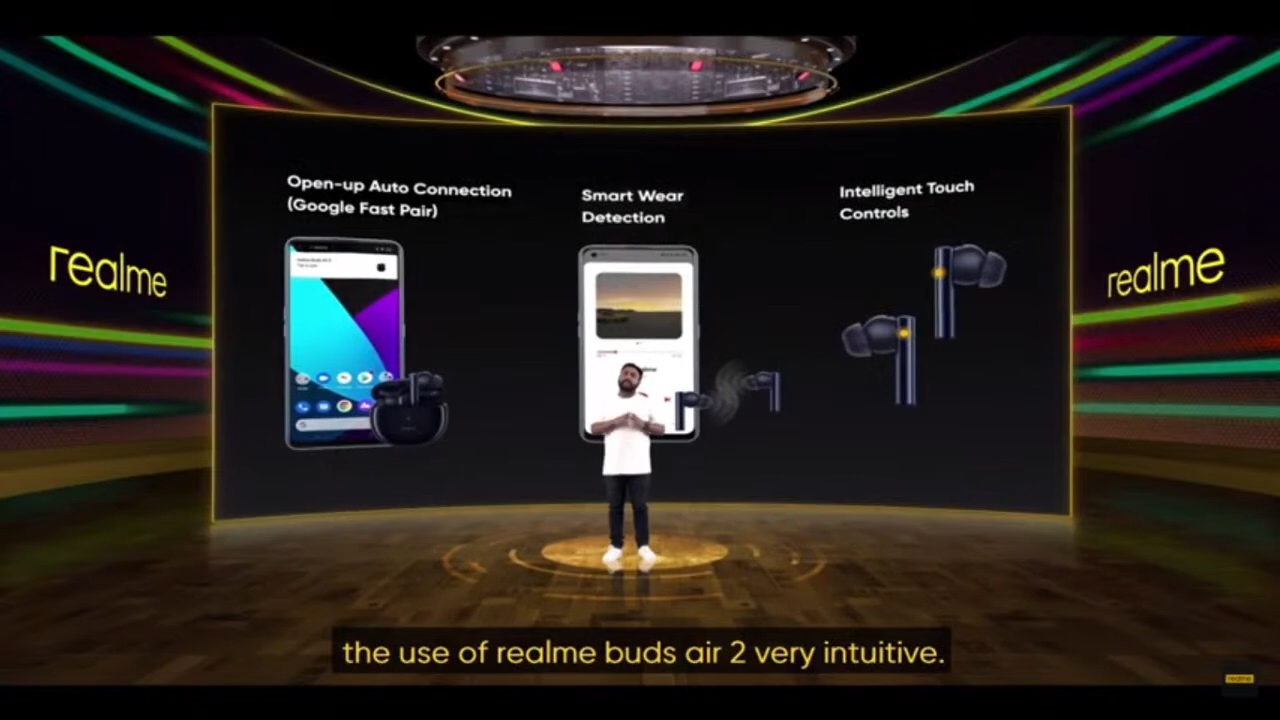 Open-up Auto Connection
(Google Fast Pair)
Smart Wear
Detection
Intelligent Touch
Controls
realme
realme
the use of realme buds air 2 very intuitive.
realme